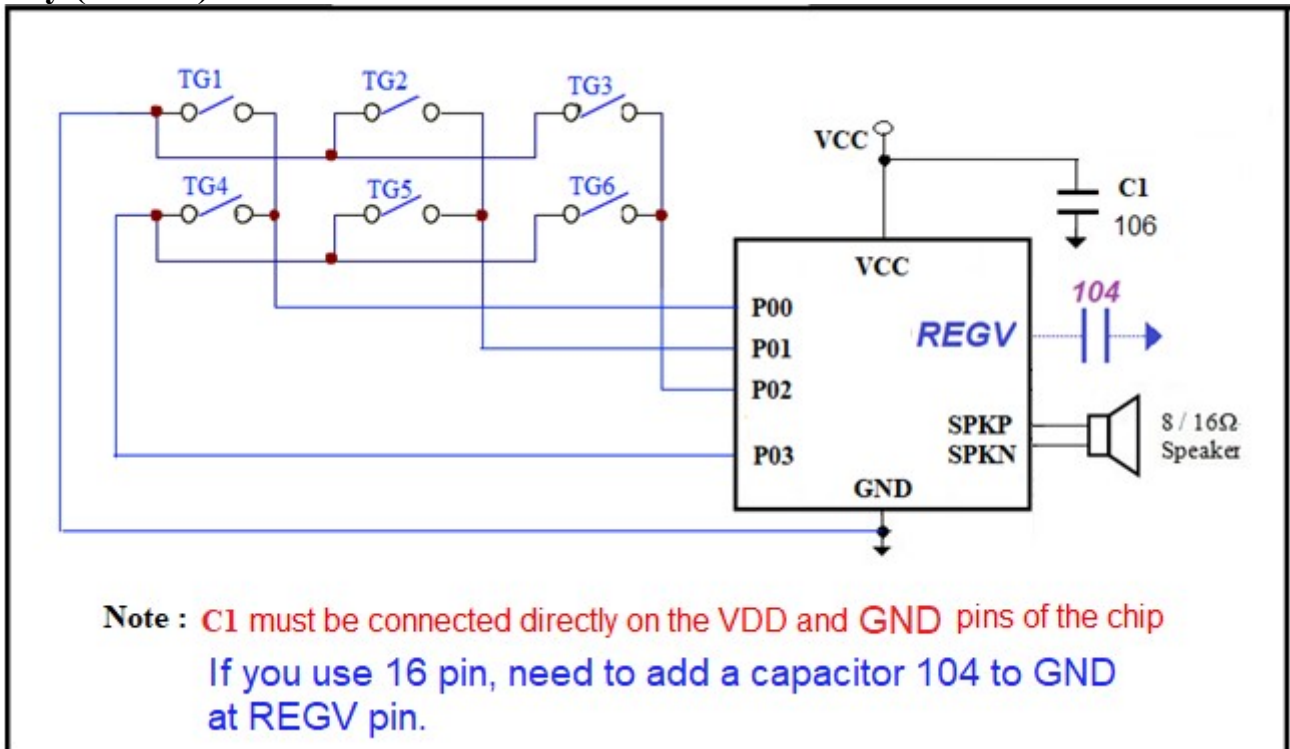 TG1 TG2 TG3
VCC
TG4 TG5 TG6
C1
106
VCC
104
P00
REGV
P01
P02
SPKP
8 / 16Ω
P03
SPKN
Speaker
GND
Note : C1 must be connected directly on the VDD and GND pins of the chip
If you use 16 pin, need to add a capacitor 104 to GND
at REGV pin.